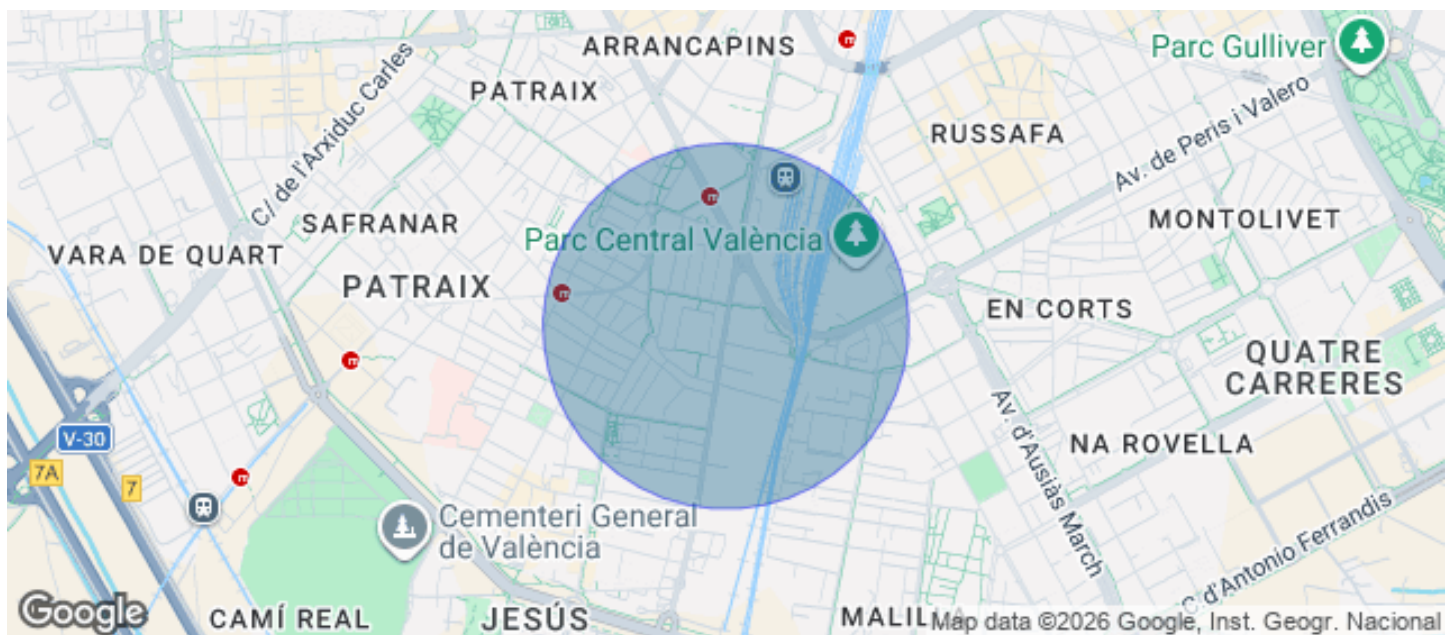 ARRANCAPINS
Parc Gulliver
PATRAIX
C/ de l'Arxiduc Carles
RUSSAFA
Av. de Peris i Valero
SAFRANAR
MONTOLIVET
VARA DE QUART
Parc Central València
PATRAIX
EN CORTS
QUATRE
CARRERES
Av. d'Ausiàs March
V-30
NA ROVELLA
7A
7
Cementeri General
de València
C d'Antonio Ferrandis
Google
CAMÍ REAL
JESÚS
MALIL
Map data ©2026 Google, Inst. Geogr. Nacional